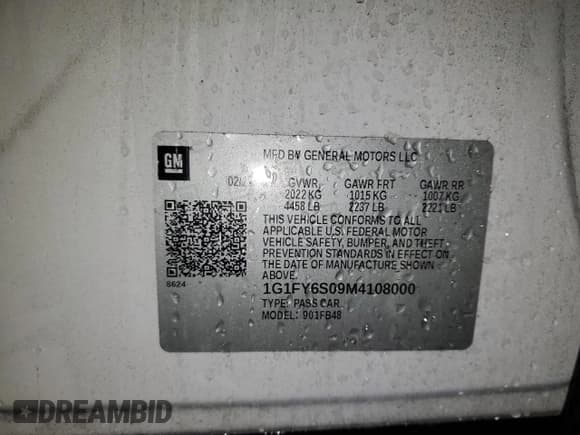 GM
MFD BY GENERAL MOTORS LLC
GVWR GAWR FRT GAWR RR
2022 KG 1015 KG 1007 KG
4458 LB 2237 LB 2221 LB
THIS VEHICLE CONFORMS TO ALL
APPLICABLE U.S. FEDERAL MOTOR
VEHICLE SAFETY, BUMPER, AND THEFT
PREVENTION STANDARDS IN EFFECT ON
THE DATE OF MANUFACTURE SHOWN
ABOVE.
8624
1G1FY6S09M4108000
TYPE: PASS CAR
MODEL: 901FB48
DREAMBID